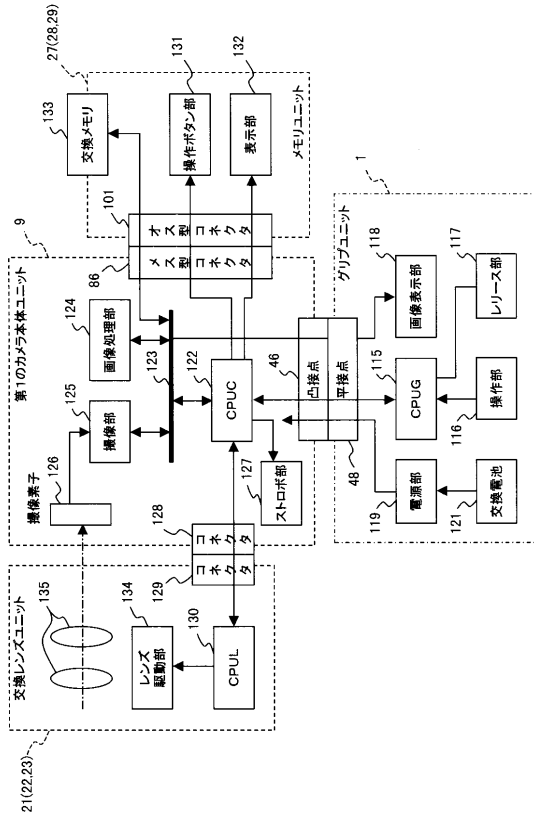 交換レンズユニット
135
レンズ
駆動部
134
CPUL
130
21(22,23)
コネクタ
129
コネクタ
128
第1のカメラ本体ユニット
9
撮像素子
126
撮像部
125
画像処理部
124
123
CPUC
122
ストロボ部
127
メス型コネクタ
86
オス型コネクタ
101
27(28,29)
交換メモリ
133
操作ボタン部
131
表示部
132
メモリユニット
凸接点
46
平接点
48
グリップユニット
1
画像表示部
118
リレーズ部
117
CPUG
115
操作部
116
電源部
119
交換電池
121